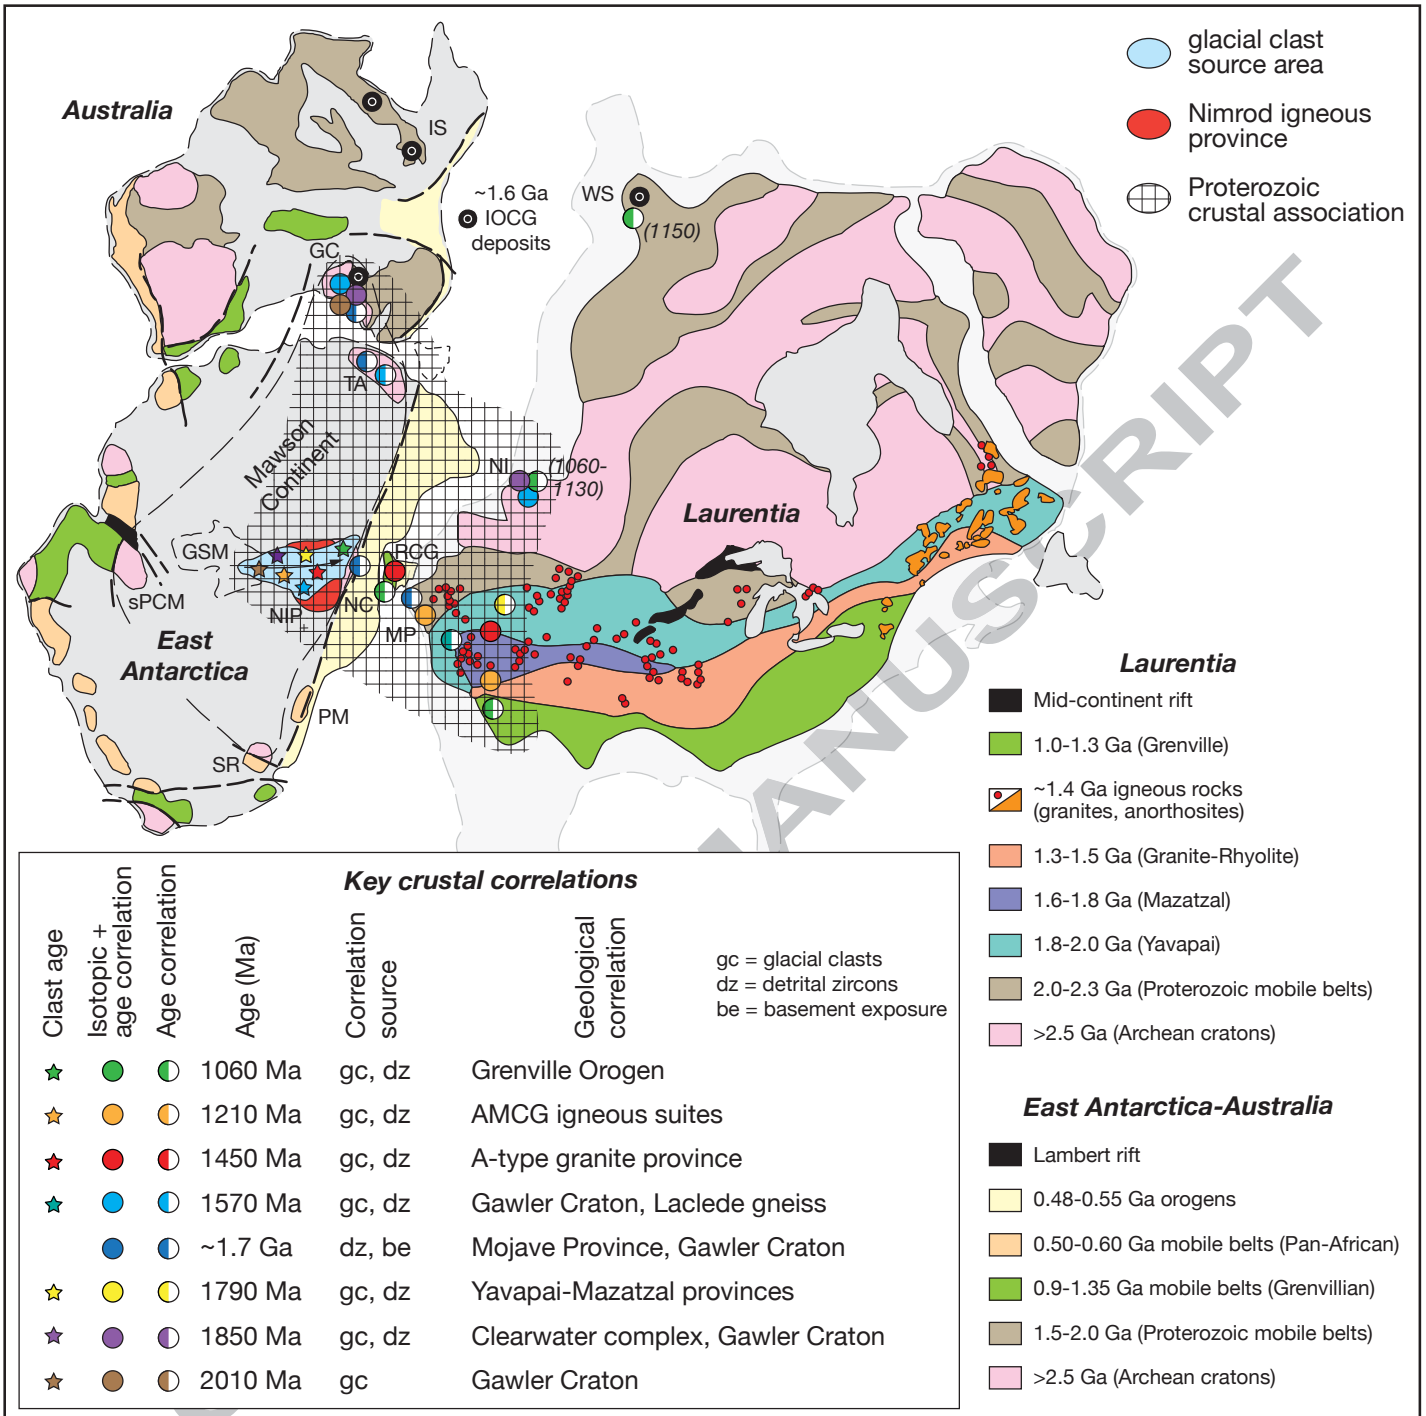 glacial clast
source area
Nimrod igneous
province
Proterozoic
crustal association
Australia
IS
~1.6 Ga
IOCG
deposits
WS
(1150)
GC
TA
Mawson
Continent
NI
(1060-
1130)
Laurentia
GSM
RCG
sPCM
NIP
NC
MP
East
Antarctica
PM
SR
MANUSCRIPT
Laurentia
Mid-continent rift
1.0-1.3 Ga (Grenville)
~1.4 Ga igneous rocks
(granites, anorthosites)
1.3-1.5 Ga (Granite-Rhyolite)
1.6-1.8 Ga (Mazatzal)
1.8-2.0 Ga (Yavapai)
2.0-2.3 Ga (Proterozoic mobile belts)
>2.5 Ga (Archean cratons)
East Antarctica-Australia
Lambert rift
0.48-0.55 Ga orogens
0.50-0.60 Ga mobile belts (Pan-African)
0.9-1.35 Ga mobile belts (Grenvillian)
1.5-2.0 Ga (Proterozoic mobile belts)
>2.5 Ga (Archean cratons)
Key crustal correlations
Clast age
Isotopic +
age correlation
Age correlation
Age (Ma)
Correlation
source
Geological
correlation
gc = glacial clasts
dz = detrital zircons
be = basement exposure
1060 Ma gc, dz Grenville Orogen
1210 Ma gc, dz AMCG igneous suites
1450 Ma gc, dz A-type granite province
1570 Ma gc, dz Gawler Craton, Laclede gneiss
~1.7 Ga dz, be Mojave Province, Gawler Craton
1790 Ma gc, dz Yavapai-Mazatzal provinces
1850 Ma gc, dz Clearwater complex, Gawler Craton
2010 Ma gc Gawler Craton